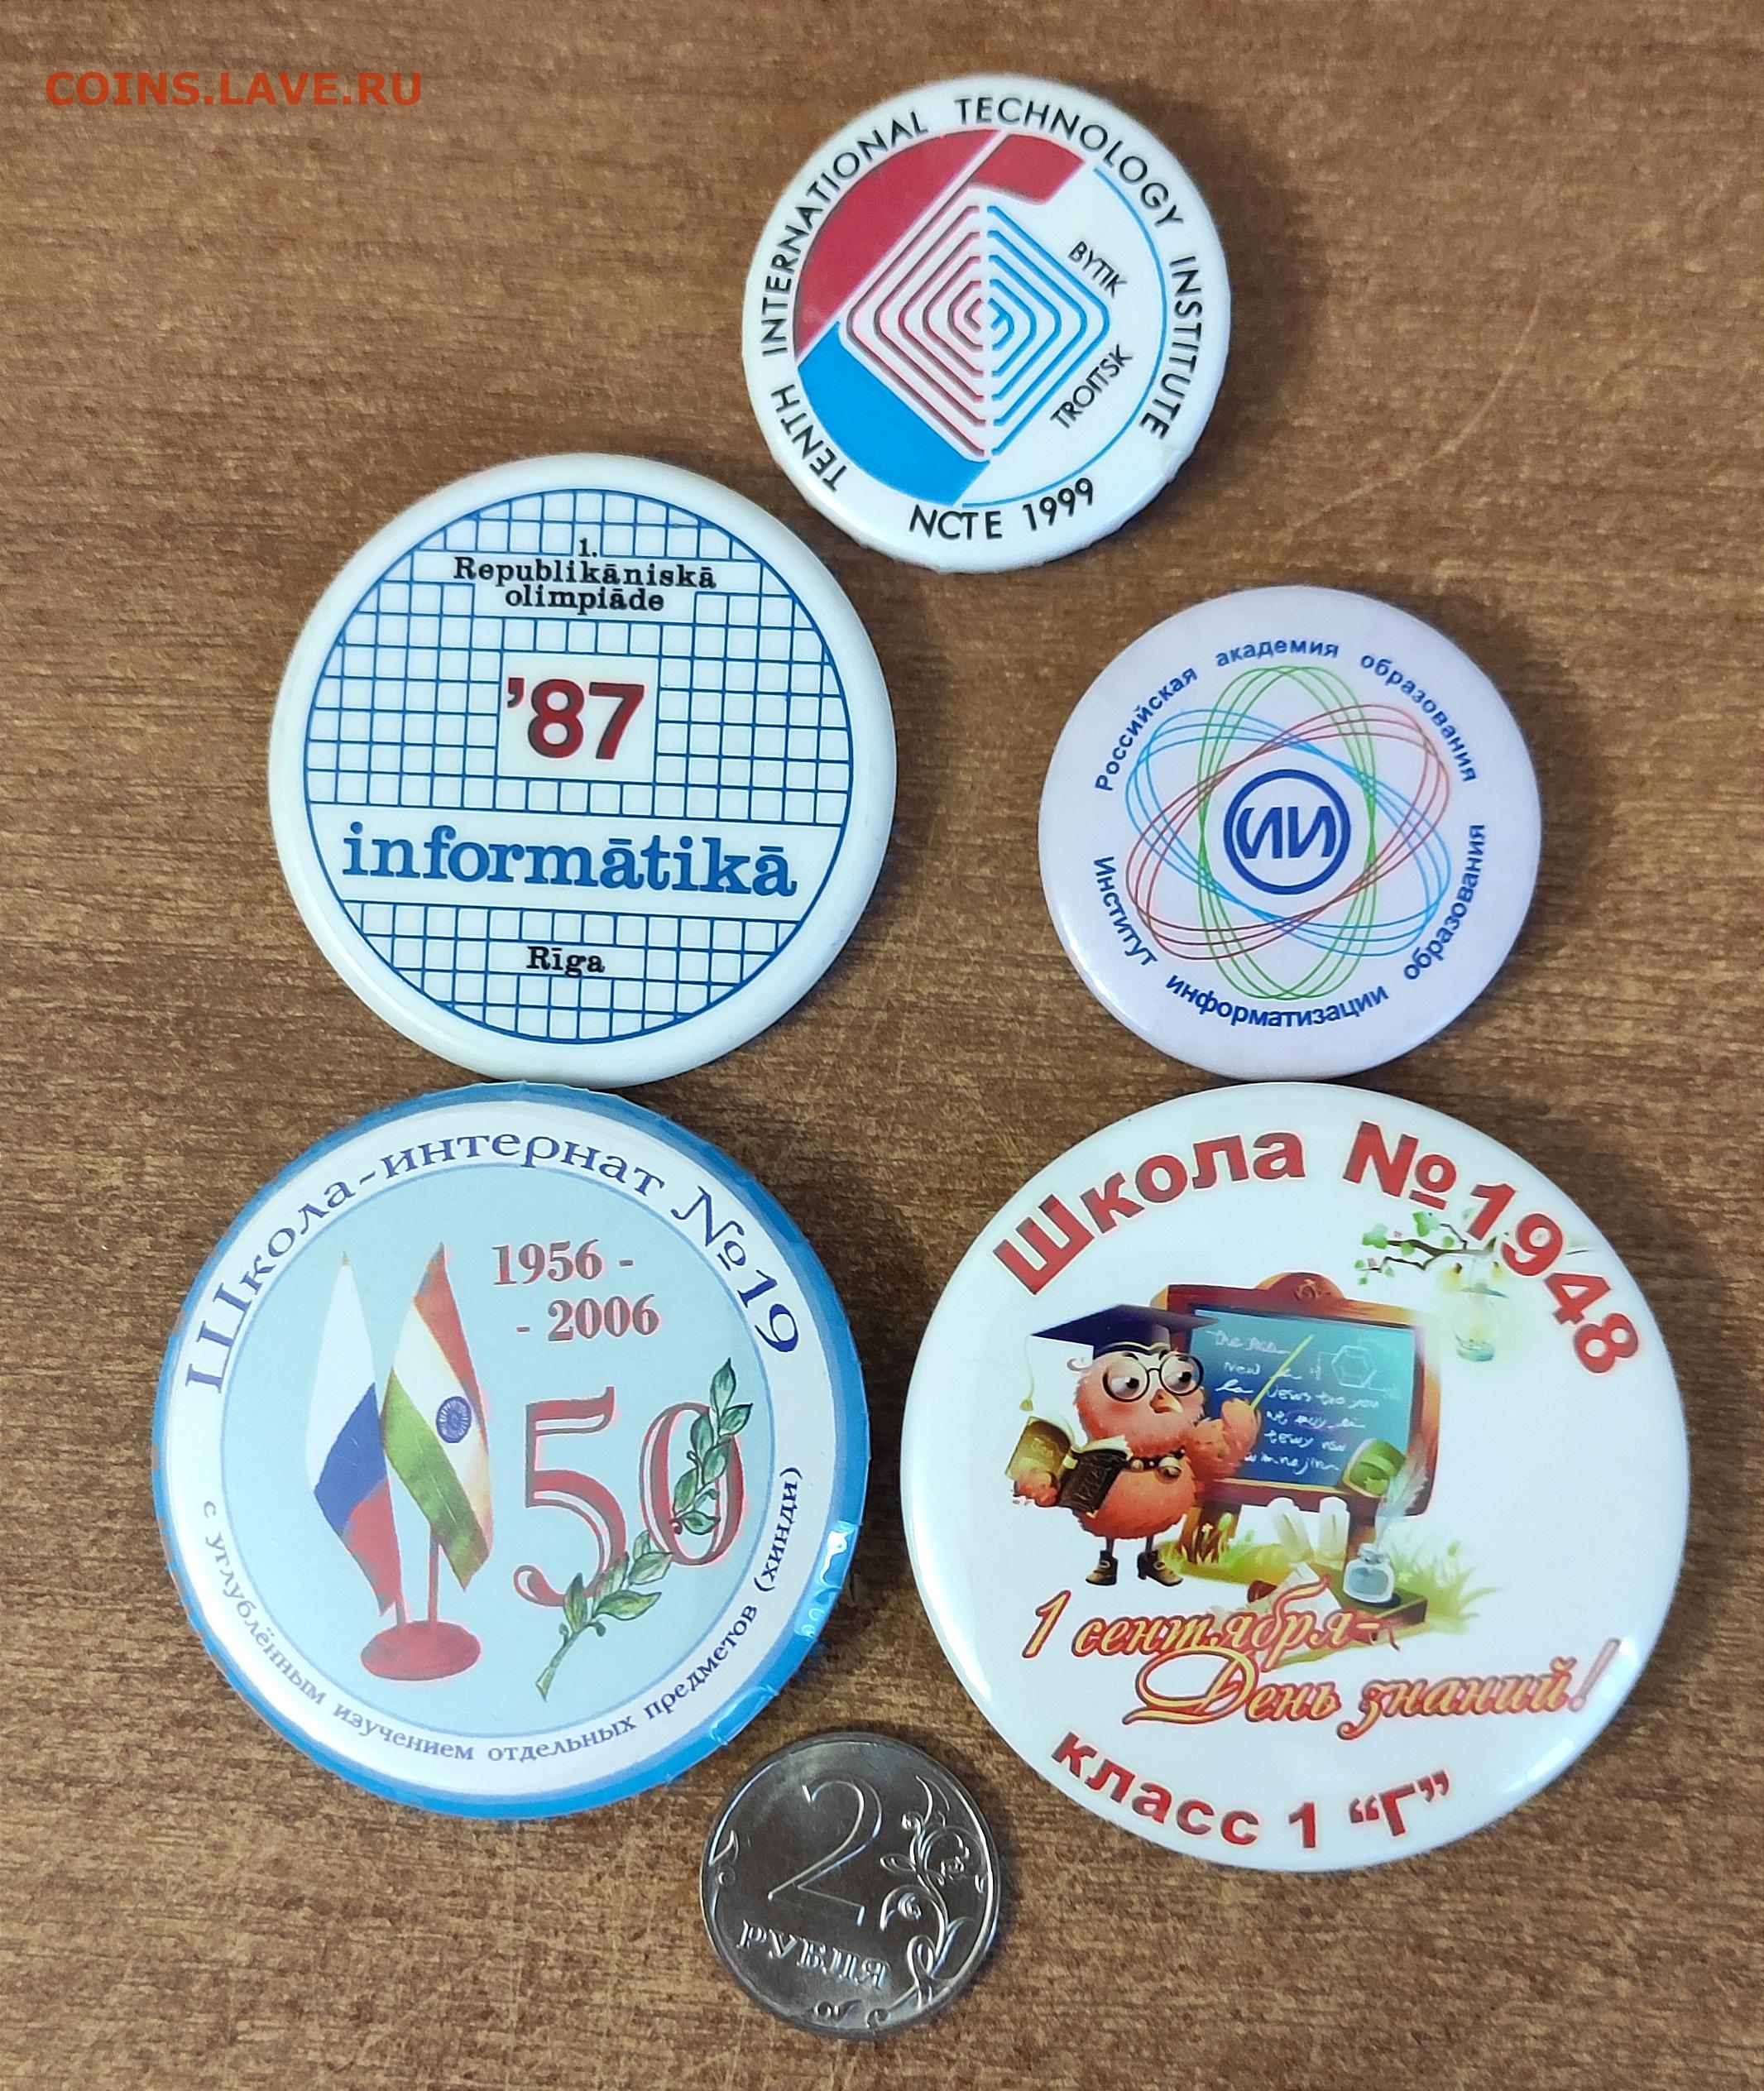 COINS.LAVE.RU
TENTH INTERNATIONAL TECHNOLOGY INSTITUTE
BYTIK
TROITSK
NCTE 1999
1.
Republikāniskā
olimpiāde
’87
informātikā
Rīga
Российская академия образования
ИИ
Институт информатизации образования
Школа-интернат №19
1956 -
- 2006
50
с углублённым изучением отдельных предметов (хинди)
Школа №1948
1 сентября-
День знаний!
класс 1 “Г”
2
РУБЛЯ